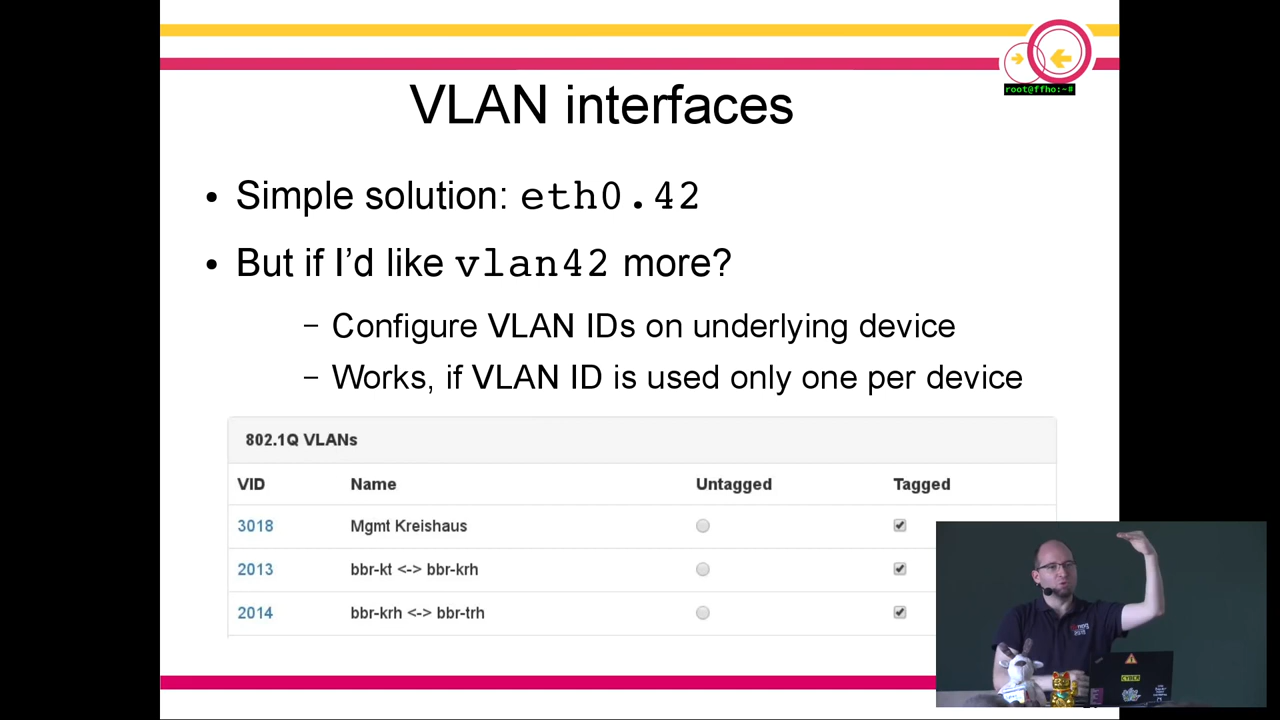 root@ffho:~#
VLAN interfaces
• Simple solution: eth0.42
• But if I’d like vlan42 more?
– Configure VLAN IDs on underlying device
– Works, if VLAN ID is used only one per device
802.1Q VLANs
VID Name Untagged Tagged
3018 Mgmt Kreishaus
2013 bbr-kt <-> bbr-krh
2014 bbr-krh <-> bbr-trh
CYBER